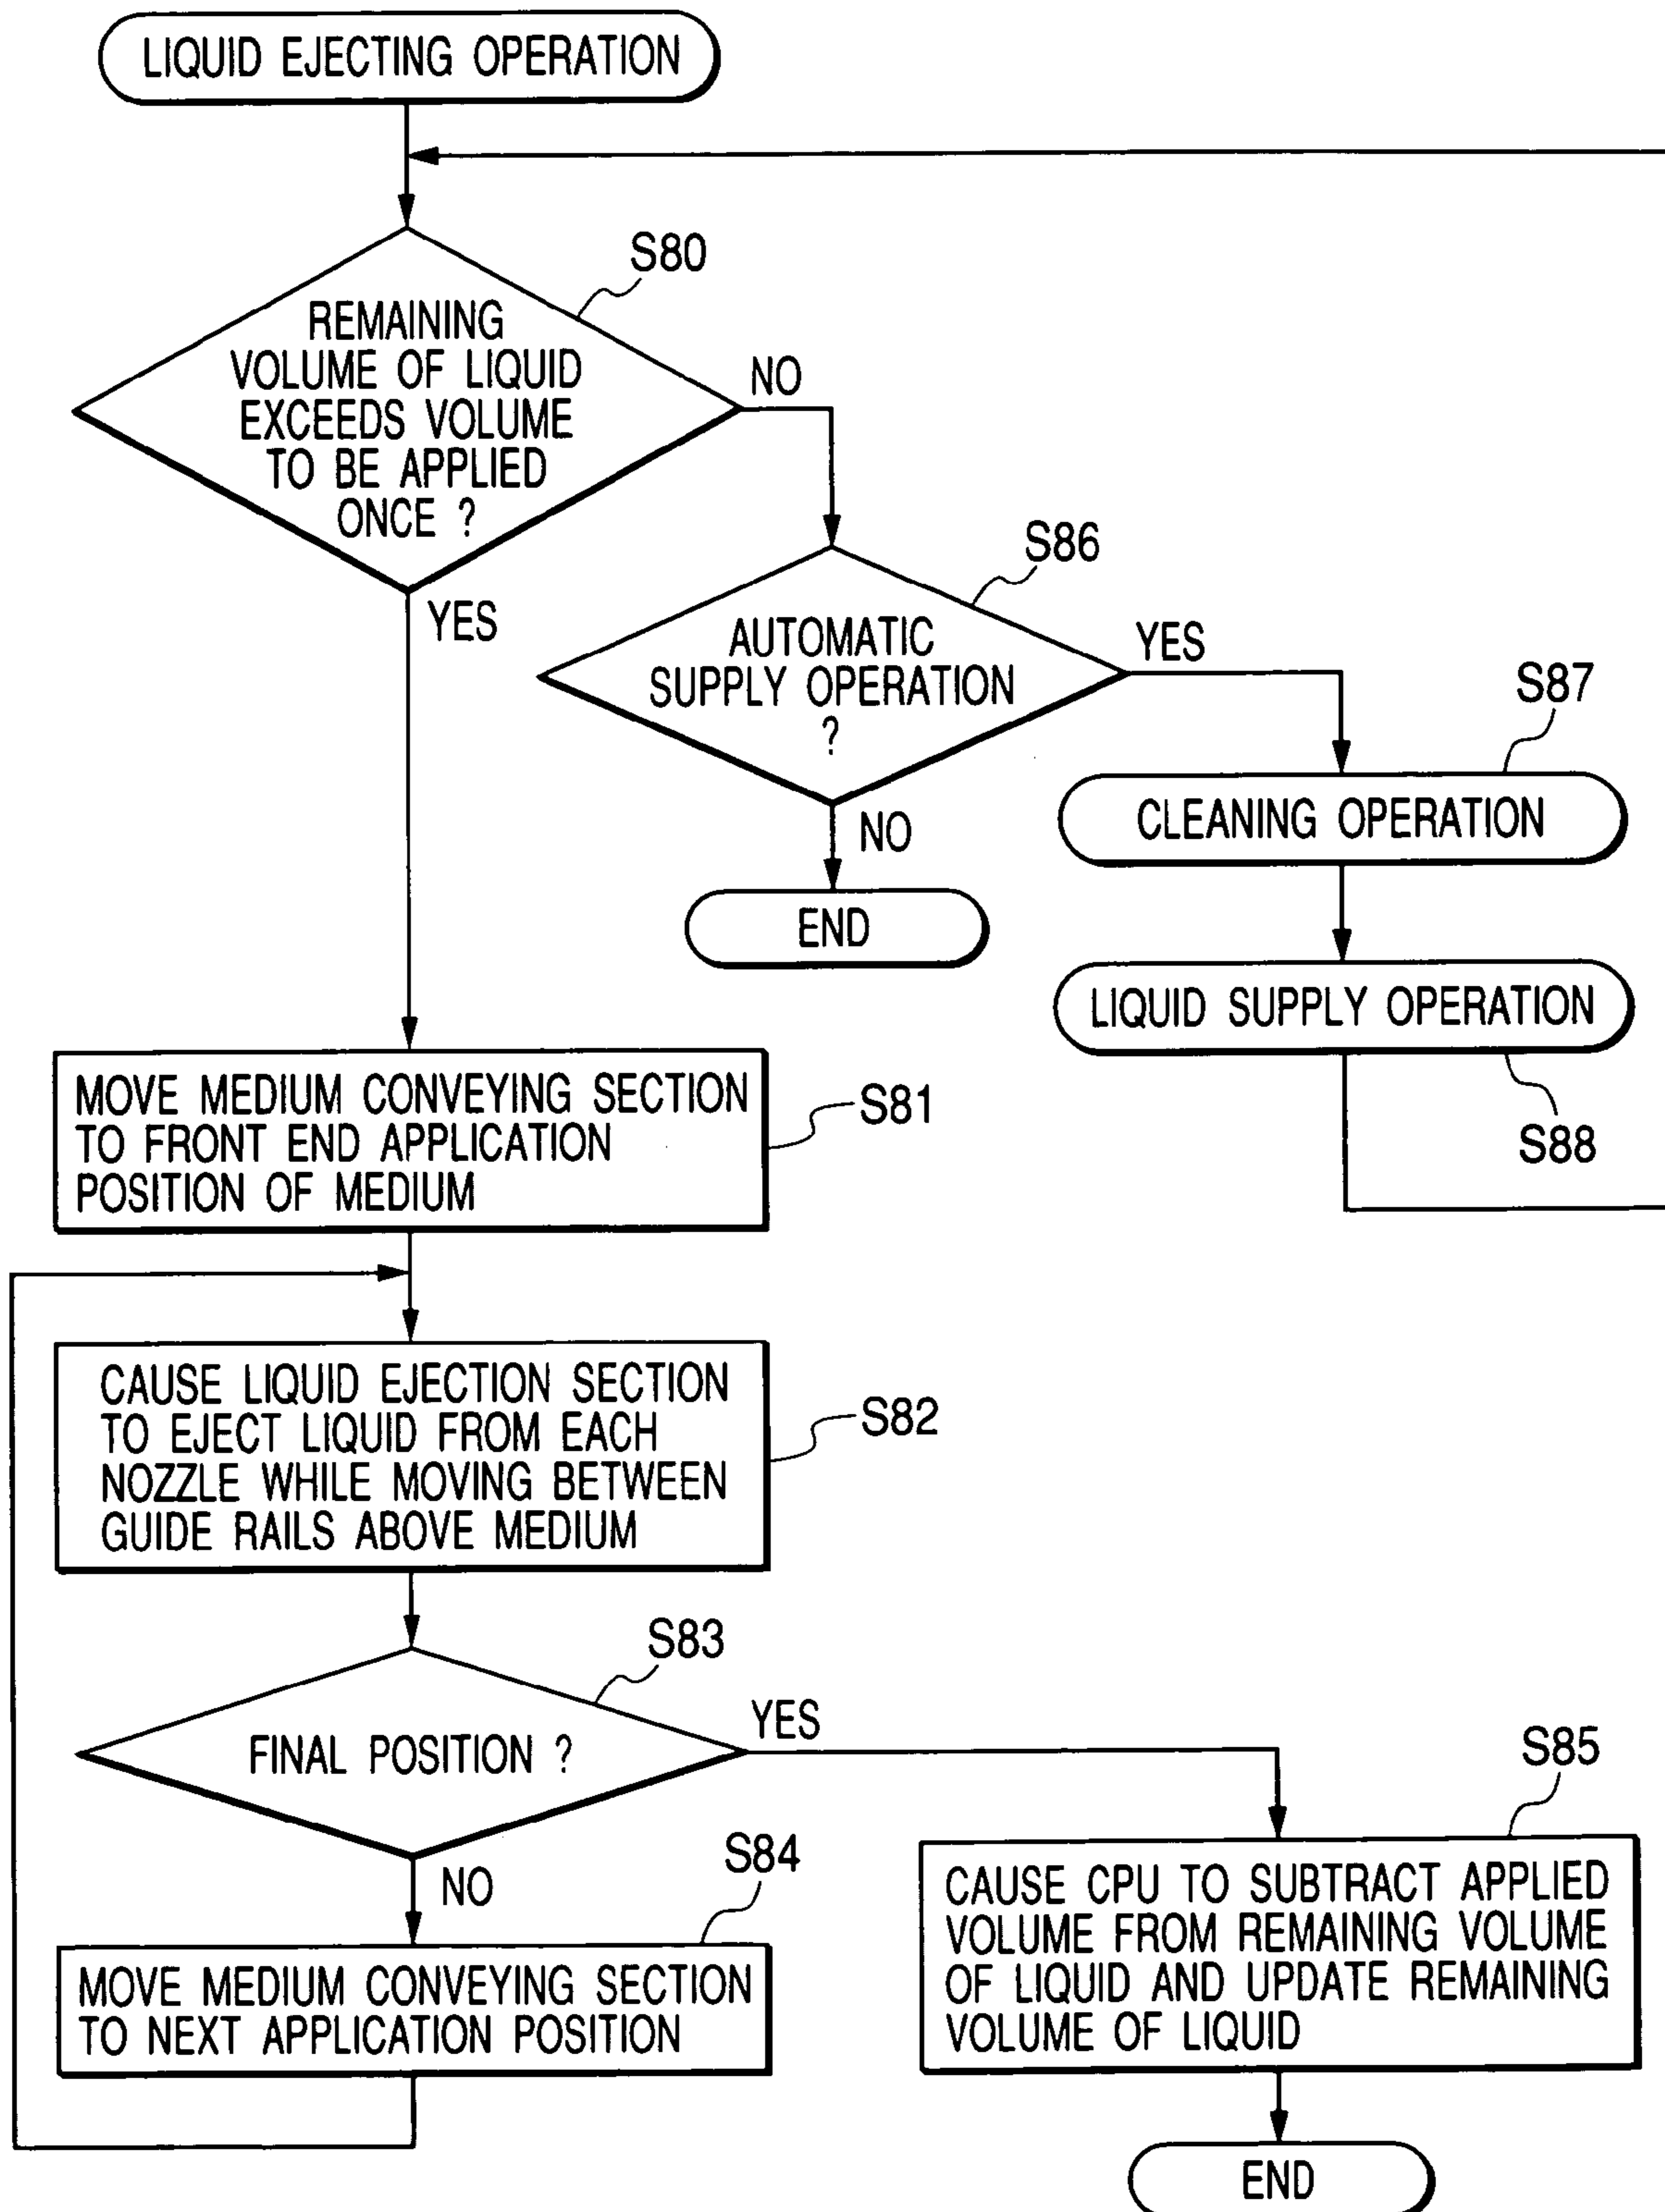 LIQUID EJECTING OPERATION
S80
REMAINING
VOLUME OF LIQUID
EXCEEDS VOLUME
TO BE APPLIED
ONCE ?
NO
YES
S86
AUTOMATIC
SUPPLY OPERATION
?
YES
NO
END
S87
CLEANING OPERATION
LIQUID SUPPLY OPERATION
S88
MOVE MEDIUM CONVEYING SECTION
TO FRONT END APPLICATION
POSITION OF MEDIUM
S81
CAUSE LIQUID EJECTION SECTION
TO EJECT LIQUID FROM EACH
NOZZLE WHILE MOVING BETWEEN
GUIDE RAILS ABOVE MEDIUM
S82
S83
FINAL POSITION ?
YES
NO
S84
MOVE MEDIUM CONVEYING SECTION
TO NEXT APPLICATION POSITION
S85
CAUSE CPU TO SUBTRACT APPLIED
VOLUME FROM REMAINING VOLUME
OF LIQUID AND UPDATE REMAINING
VOLUME OF LIQUID
END